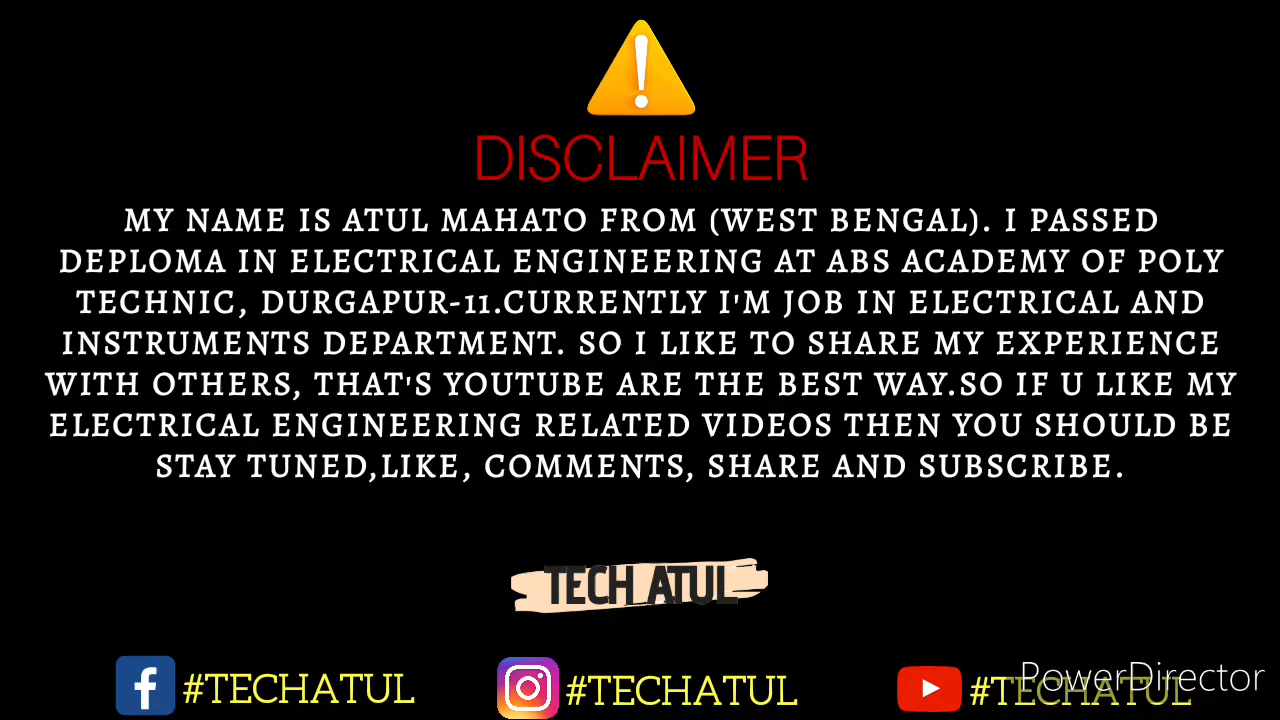 DISCLAIMER
MY NAME IS ATUL MAHATO FROM (WEST BENGAL). I PASSED
DEPLOMA IN ELECTRICAL ENGINEERING AT ABS ACADEMY OF POLY
TECHNIC, DURGAPUR-11.CURRENTLY I'M JOB IN ELECTRICAL AND
INSTRUMENTS DEPARTMENT. SO I LIKE TO SHARE MY EXPERIENCE
WITH OTHERS, THAT'S YOUTUBE ARE THE BEST WAY.SO IF U LIKE MY
ELECTRICAL ENGINEERING RELATED VIDEOS THEN YOU SHOULD BE
STAY TUNED,LIKE, COMMENTS, SHARE AND SUBSCRIBE.
TECH ATUL
#TECHATUL #TECHATUL #TECHATUL
PowerDirector